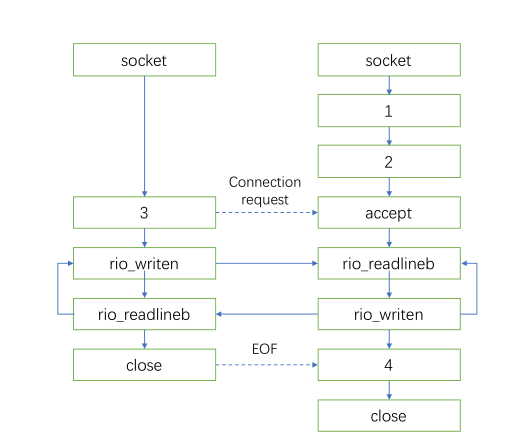 socket
socket
1
2
Connection
request
3
accept
rio_writen
rio_readlineb
rio_readlineb
rio_writen
EOF
close
4
close